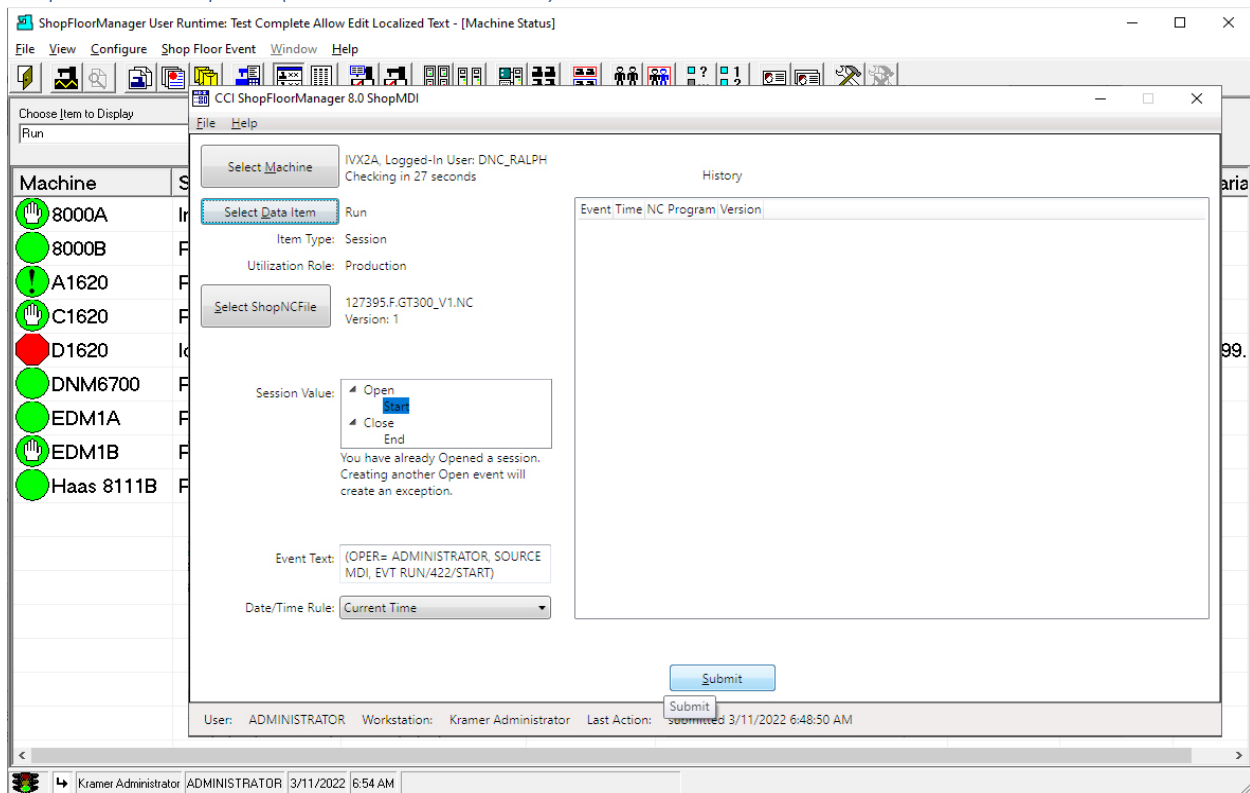 ShopFloorManager User Runtime: Test Complete Allow Edit Localized Text - [Machine Status]
File View Configure Shop Floor Event Window Help
CCI ShopFloorManager 8.0 ShopMDI
File Help
Choose Item to Display
Run
Select Machine
IVX2A, Logged-In User: DNC_RALPH
Checking in 27 seconds
History
Select Data Item
Run
Event Time NC Program Version
Item Type: Session
Utilization Role: Production
Select ShopNCFile
127395.F.GT300_V1.NC
Version: 1
Session Value:
Open
Start
Close
End
You have already Opened a session.
Creating another Open event will
create an exception.
Event Text:
(OPER= ADMINISTRATOR, SOURCE
MDI, EVT RUN/422/START)
Date/Time Rule: Current Time
Submit
Submit
User: ADMINISTRATOR Workstation: Kramer Administrator Last Action: submitted 3/11/2022 6:48:50 AM
Machine
8000A
8000B
A1620
C1620
D1620
99.
DNM6700
EDM1A
EDM1B
Haas 8111B
Kramer Administrator ADMINISTRATOR 3/11/2022 6:54 AM